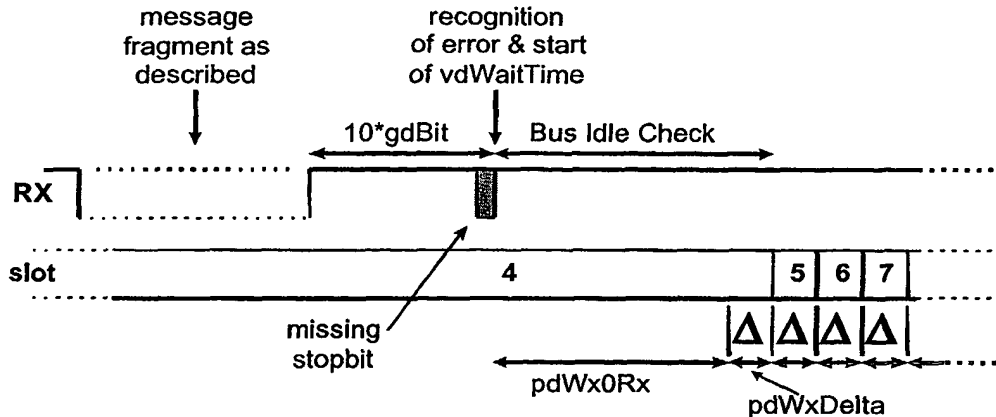 message
fragment as
described
recognition
of error & start
of vdWaitTime
10*gdBit
Bus Idle Check
RX
slot
4
5
6
7
missing
stopbit
Δ Δ Δ Δ
pdWx0Rx
pdWxDelta